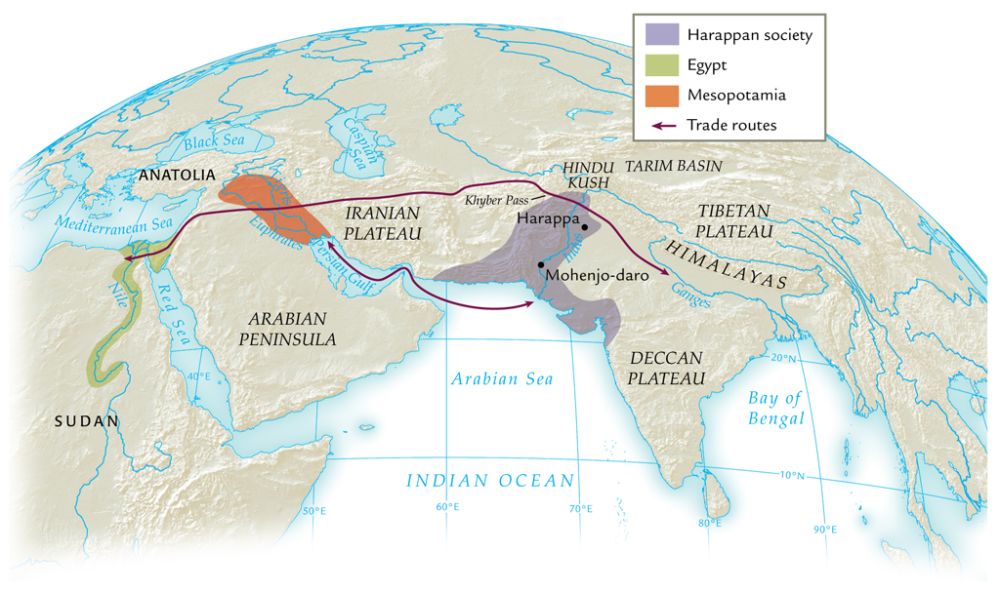 Harappan society
Egypt
Mesopotamia
Trade routes
Black Sea
Caspian
Sea
ANATOLIA
HINDU
KUSH
TARIM BASIN
Khyber Pass
Mediterranean Sea
IRANIAN
PLATEAU
Harappa
TIBETAN
PLATEAU
Euphrates
Indus
HIMALAYAS
Persian Gulf
Mohenjo-daro
Nile
Red Sea
Ganges
ARABIAN
PENINSULA
DECCAN
PLATEAU
20°N
40°E
Arabian Sea
Bay of
Bengal
SUDAN
INDIAN OCEAN
10°N
50°E
60°E
70°E
80°E
90°E